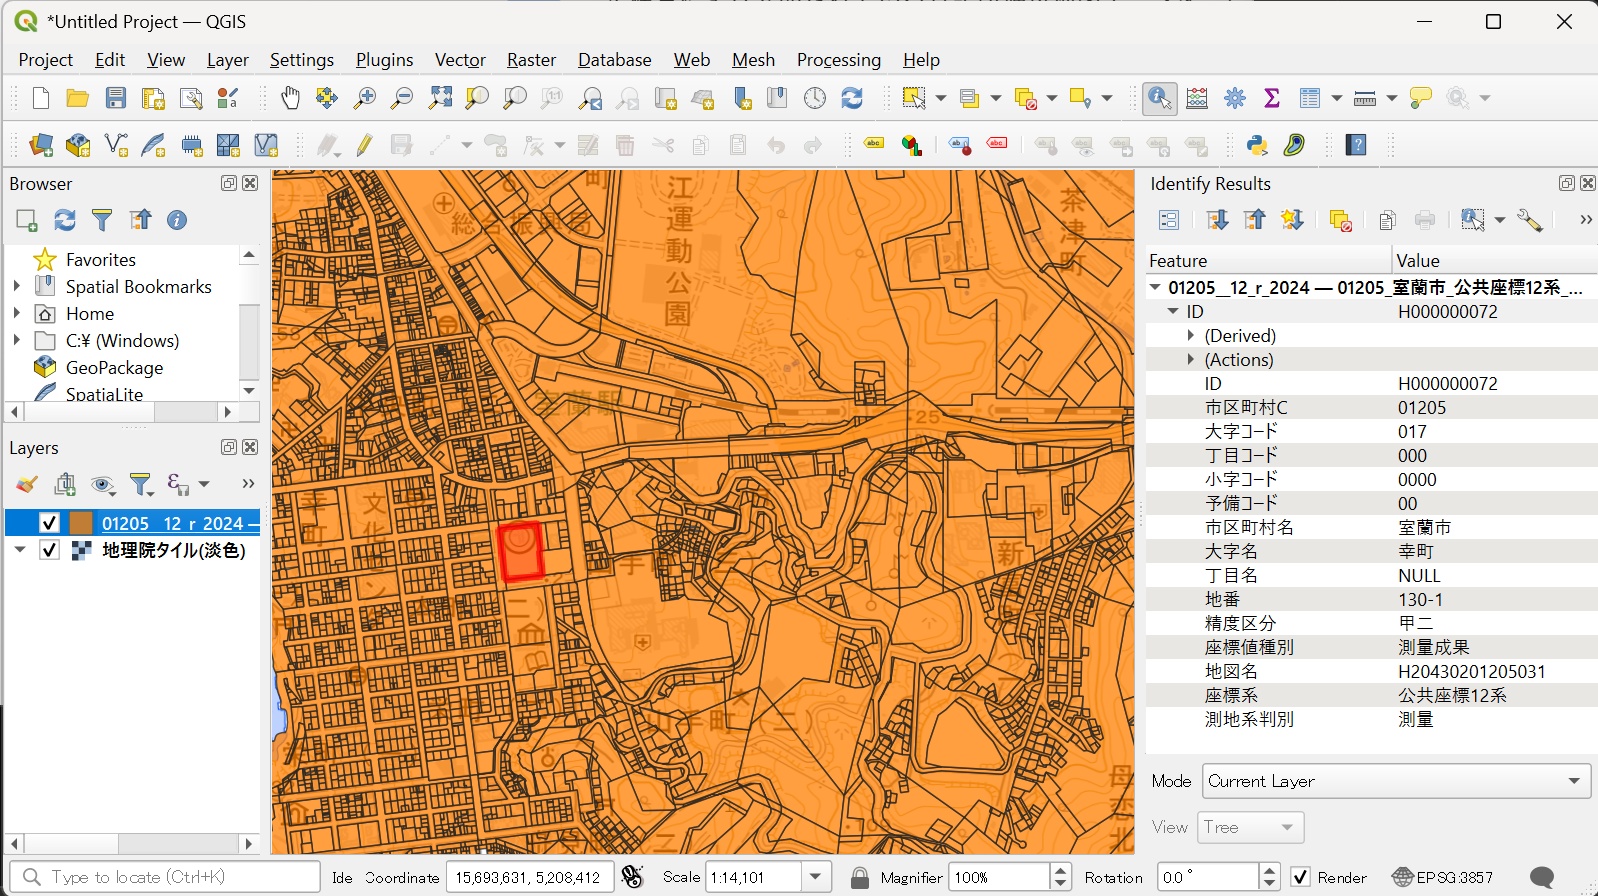 *Untitled Project — QGIS
Project Edit View Layer Settings Plugins Vector Raster Database Web Mesh Processing Help
Browser
Favorites
Spatial Bookmarks
Home
C:¥ (Windows)
GeoPackage
SpatiaLite
Layers
01205__12_r_2024 —
地理院タイル(淡色)
総合振興局
江運動公園
茶津町
室蘭駅
25
幸町
文化センター
山手町(二)
山手町(三)
母恋北
Identify Results
Feature Value
01205__12_r_2024 — 01205_室蘭市_公共座標12系_...
ID H000000072
(Derived)
(Actions)
ID H000000072
市区町村C 01205
大字コード 017
丁目コード 000
小字コード 0000
予備コード 00
市区町村名 室蘭市
大字名 幸町
丁目名 NULL
地番 130-1
精度区分 甲二
座標値種別 測量成果
地図名 H20430201205031
座標系 公共座標12系
測地系判別 測量
Mode Current Layer
View Tree
Type to locate (Ctrl+K) Ide Coordinate 15,693,631, 5,208,412 Scale 1:14,101 Magnifier 100% Rotation 0.0 ° Render EPSG:3857